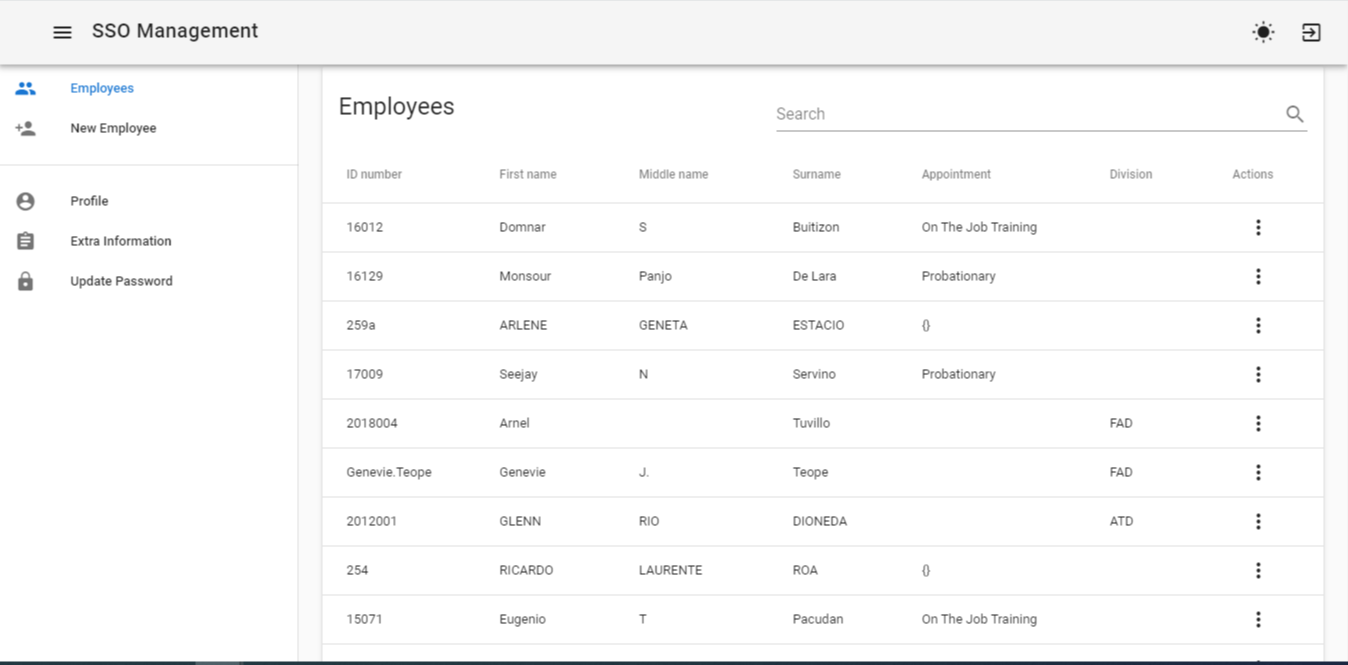 SSO Management
Employees
New Employee
Profile
Extra Information
Update Password
Employees
Search
ID number First name Middle name Surname Appointment Division Actions
16012 Domnar S Buitizon On The Job Training
16129 Monsour Panjo De Lara Probationary
259a ARLENE GENETA ESTACIO {}
17009 Seejay N Servino Probationary
2018004 Arnel Tuvillo FAD
Genevie.Teope Genevie J. Teope FAD
2012001 GLENN RIO DIONEDA ATD
254 RICARDO LAURENTE ROA {}
15071 Eugenio T Pacudan On The Job Training